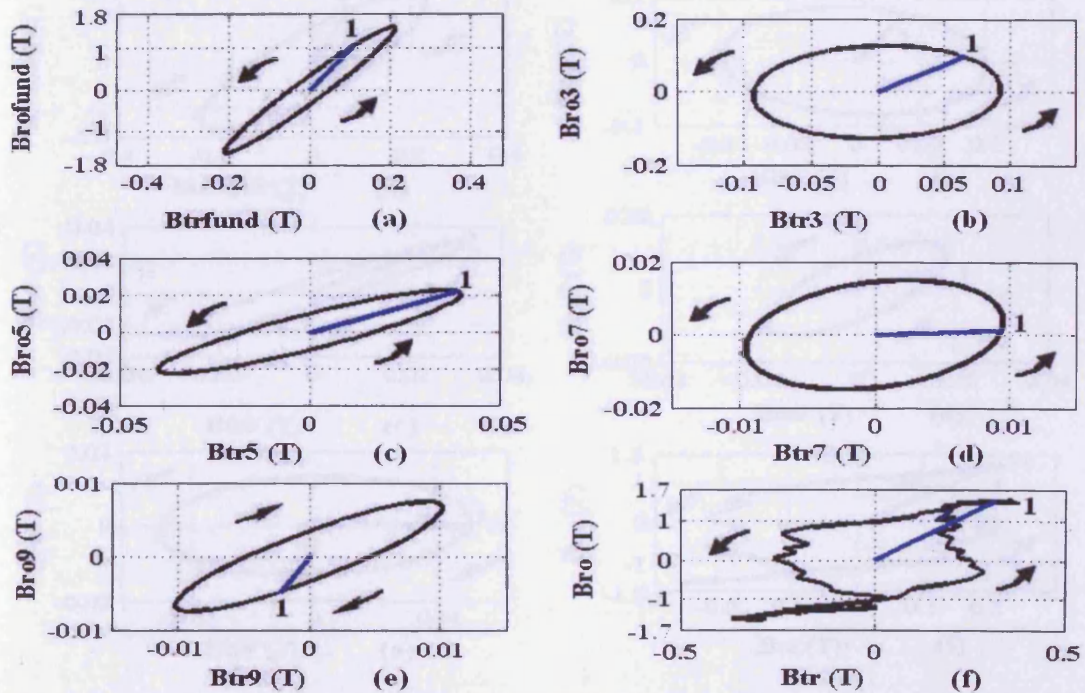 1.8
1
0
-1
-1.8
Brofund (T)
1
-0.4
-0.2
0
0.2
0.4
Btrfund (T)
(a)
0.2
0
-0.2
Bro3 (T)
1
-0.1
-0.05
0
0.05
0.1
Btr3 (T)
(b)
0.04
0.02
0
-0.02
-0.04
Bro5 (T)
1
-0.05
0
0.05
Btr5 (T)
(c)
0.02
0
-0.02
Bro7 (T)
1
-0.01
0
0.01
Btr7 (T)
(d)
0.01
0
-0.01
Bro9 (T)
1
-0.01
0
0.01
Btr9 (T)
(e)
1.7
1
0
-1
-1.7
Bro (T)
1
-0.5
0
0.5
Btr (T)
(f)